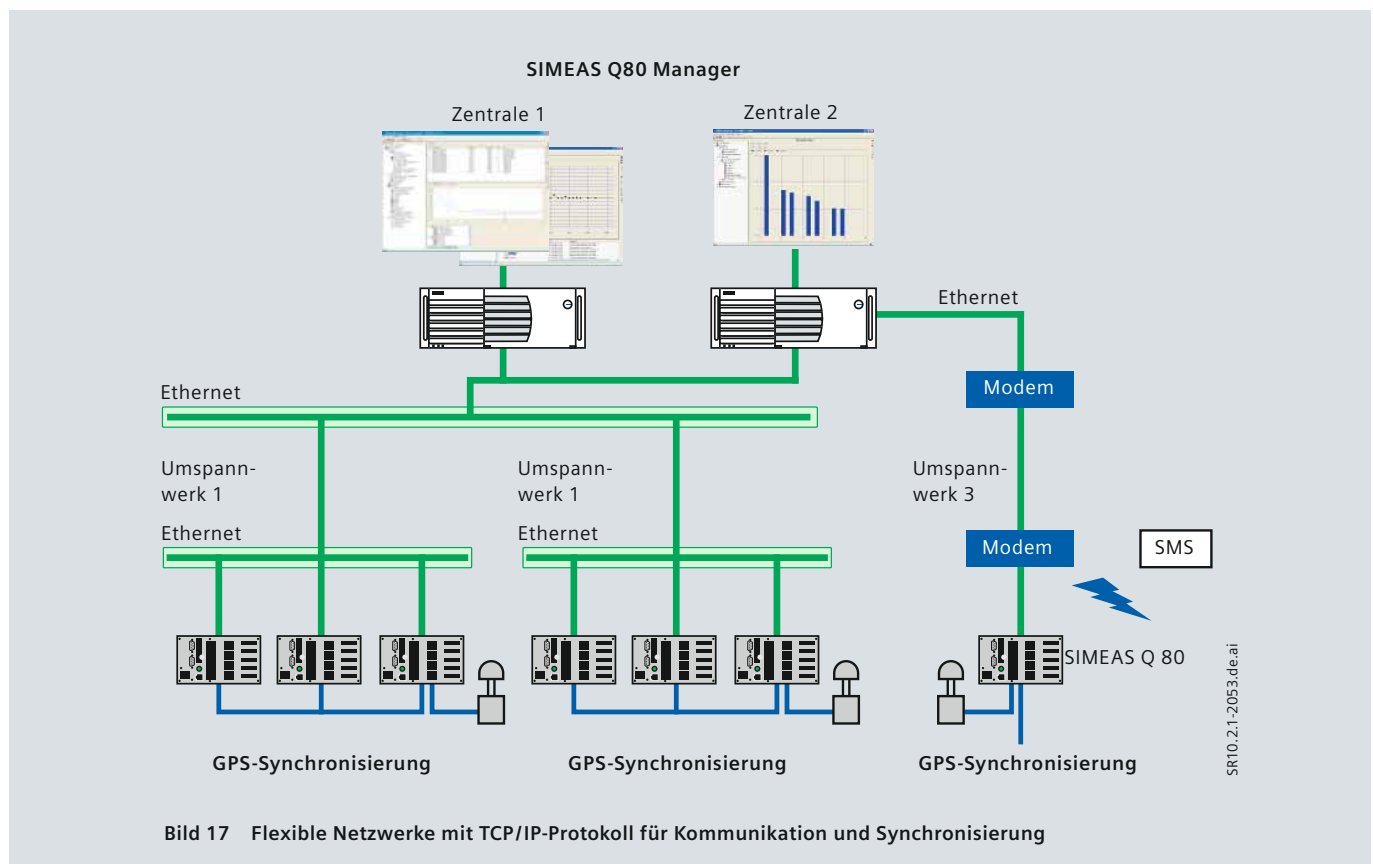 SIMEAS Q80 Manager
Zentrale 1
Zentrale 2
Ethernet
Modem
Ethernet
Umspann-
werk 1
Umspann-
werk 1
Umspann-
werk 3
Ethernet
Ethernet
Modem
SMS
SIMEAS Q 80
GPS-Synchronisierung
GPS-Synchronisierung
GPS-Synchronisierung
SR10.2.1-2053.de.ai
Bild 17 Flexible Netzwerke mit TCP/IP-Protokoll für Kommunikation und Synchronisierung